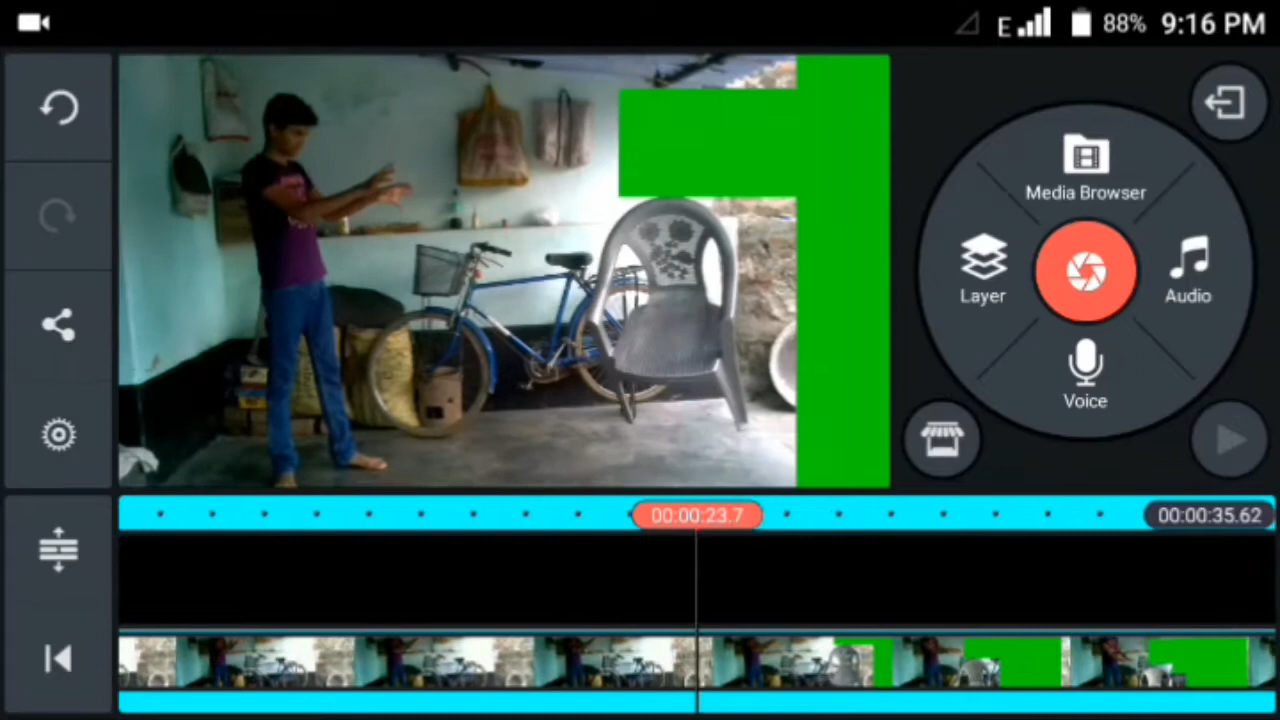 E 88% 9:16 PM
Media Browser
Layer
Audio
Voice
00:00:23.7
00:00:35.62